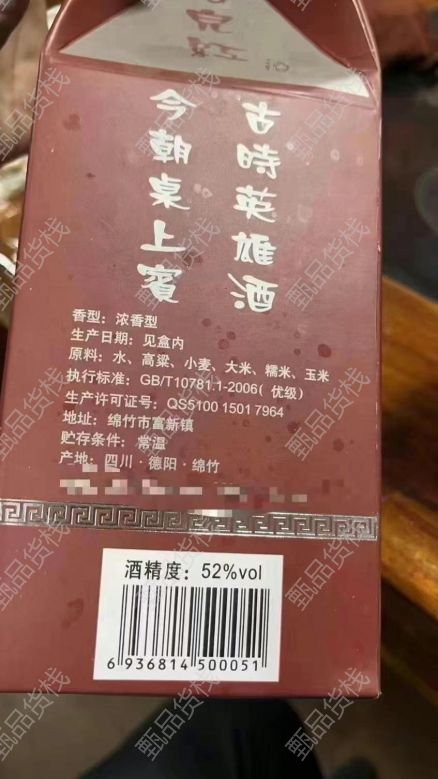 古時英雄酒
今朝桌上賓
香型：浓香型
生产日期：见盒内
原料：水、高粱、小麦、大米、糯米、玉米
执行标准：GB/T10781.1-2006（优级）
生产许可证号：QS5100 1501 7964
地址：绵竹市富新镇
贮存条件：常温
产地：四川·德阳·绵竹
酒精度：52%vol
6 936814 500051
甄品货栈